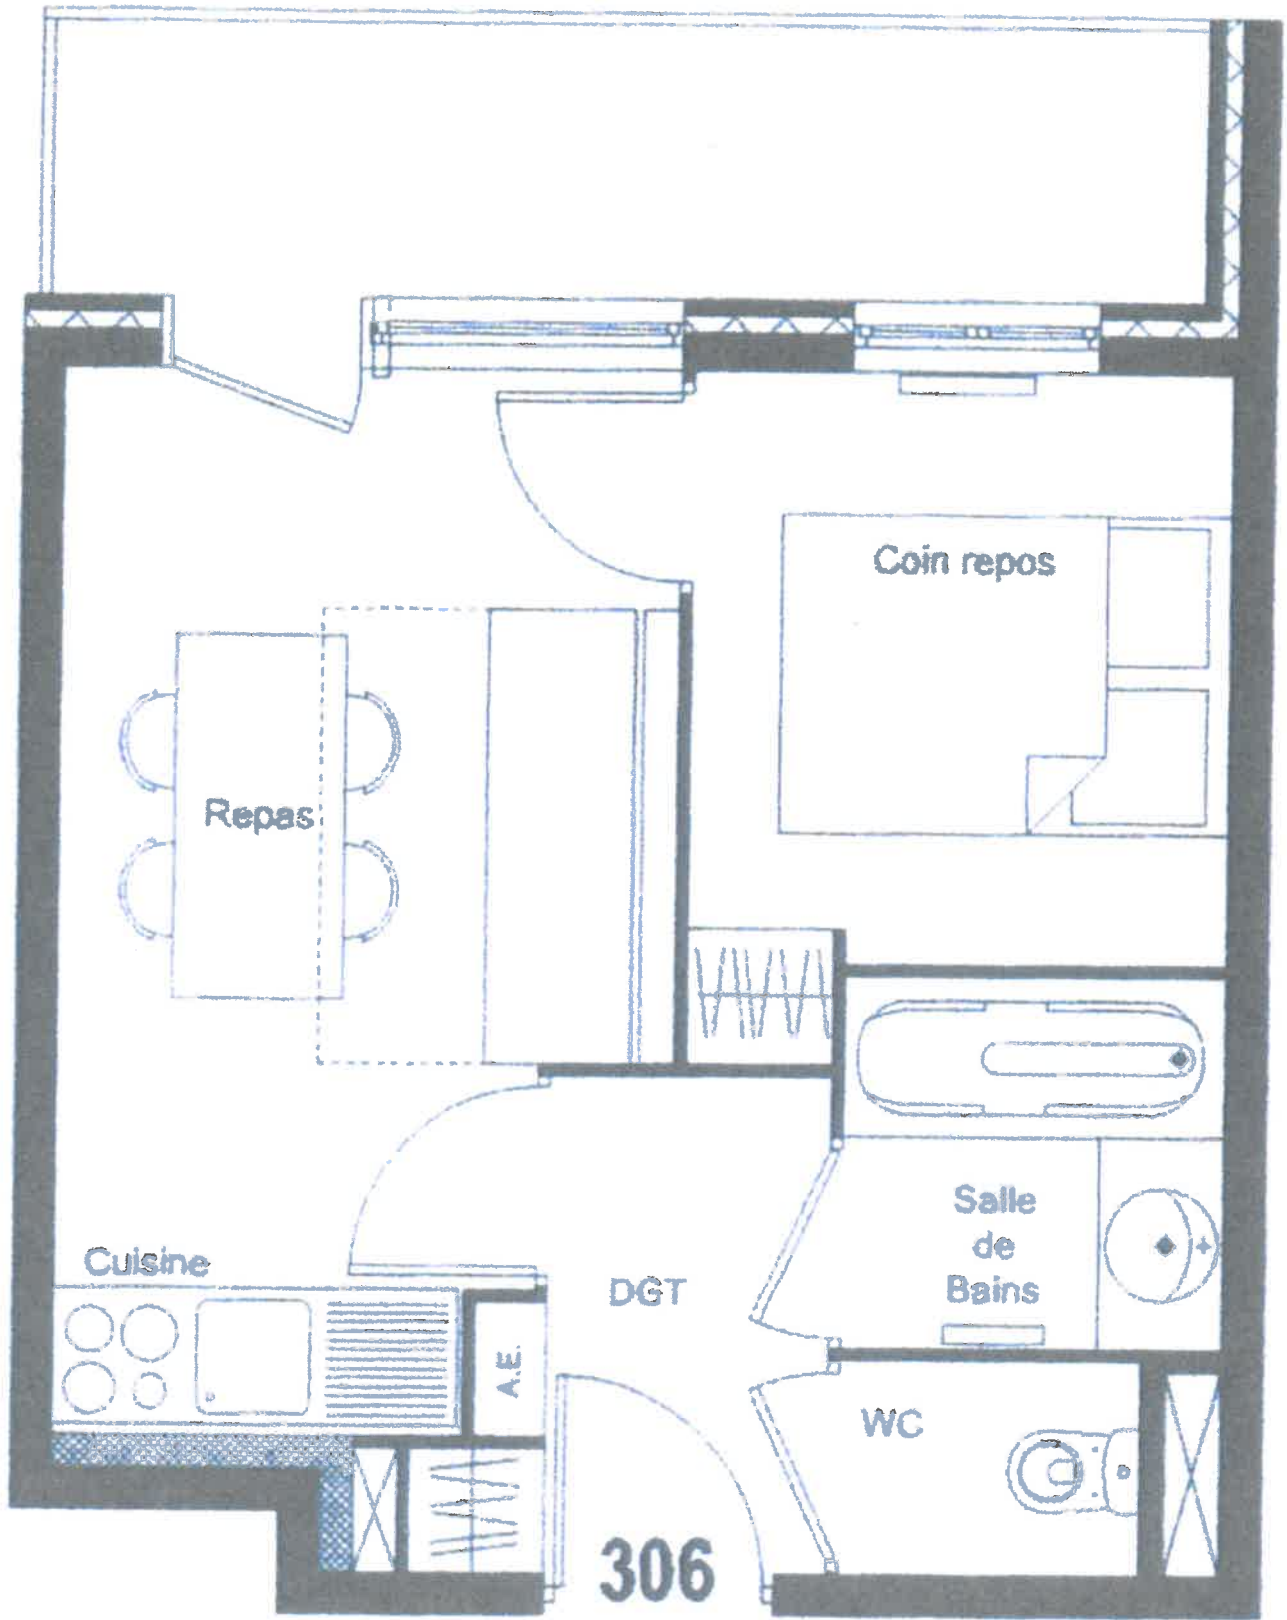 Coin repos
Repas
Salle
de
Bains
Cuisine
DGT
A.E.
WC
306